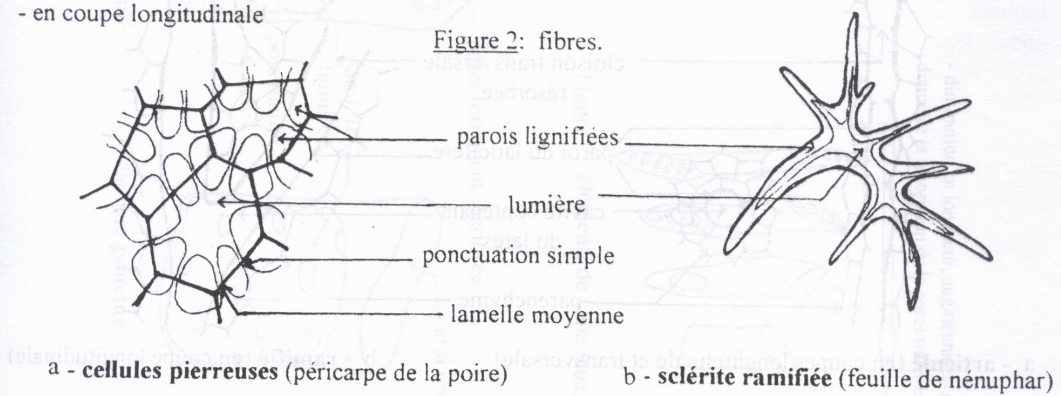 - en coupe longitudinale
Figure 2: fibres.
parois lignifiées
lumière
ponctuation simple
lamelle moyenne
a - cellules pierreuses (péricarpe de la poire)
b - sclérite ramifiée (feuille de nénuphar)